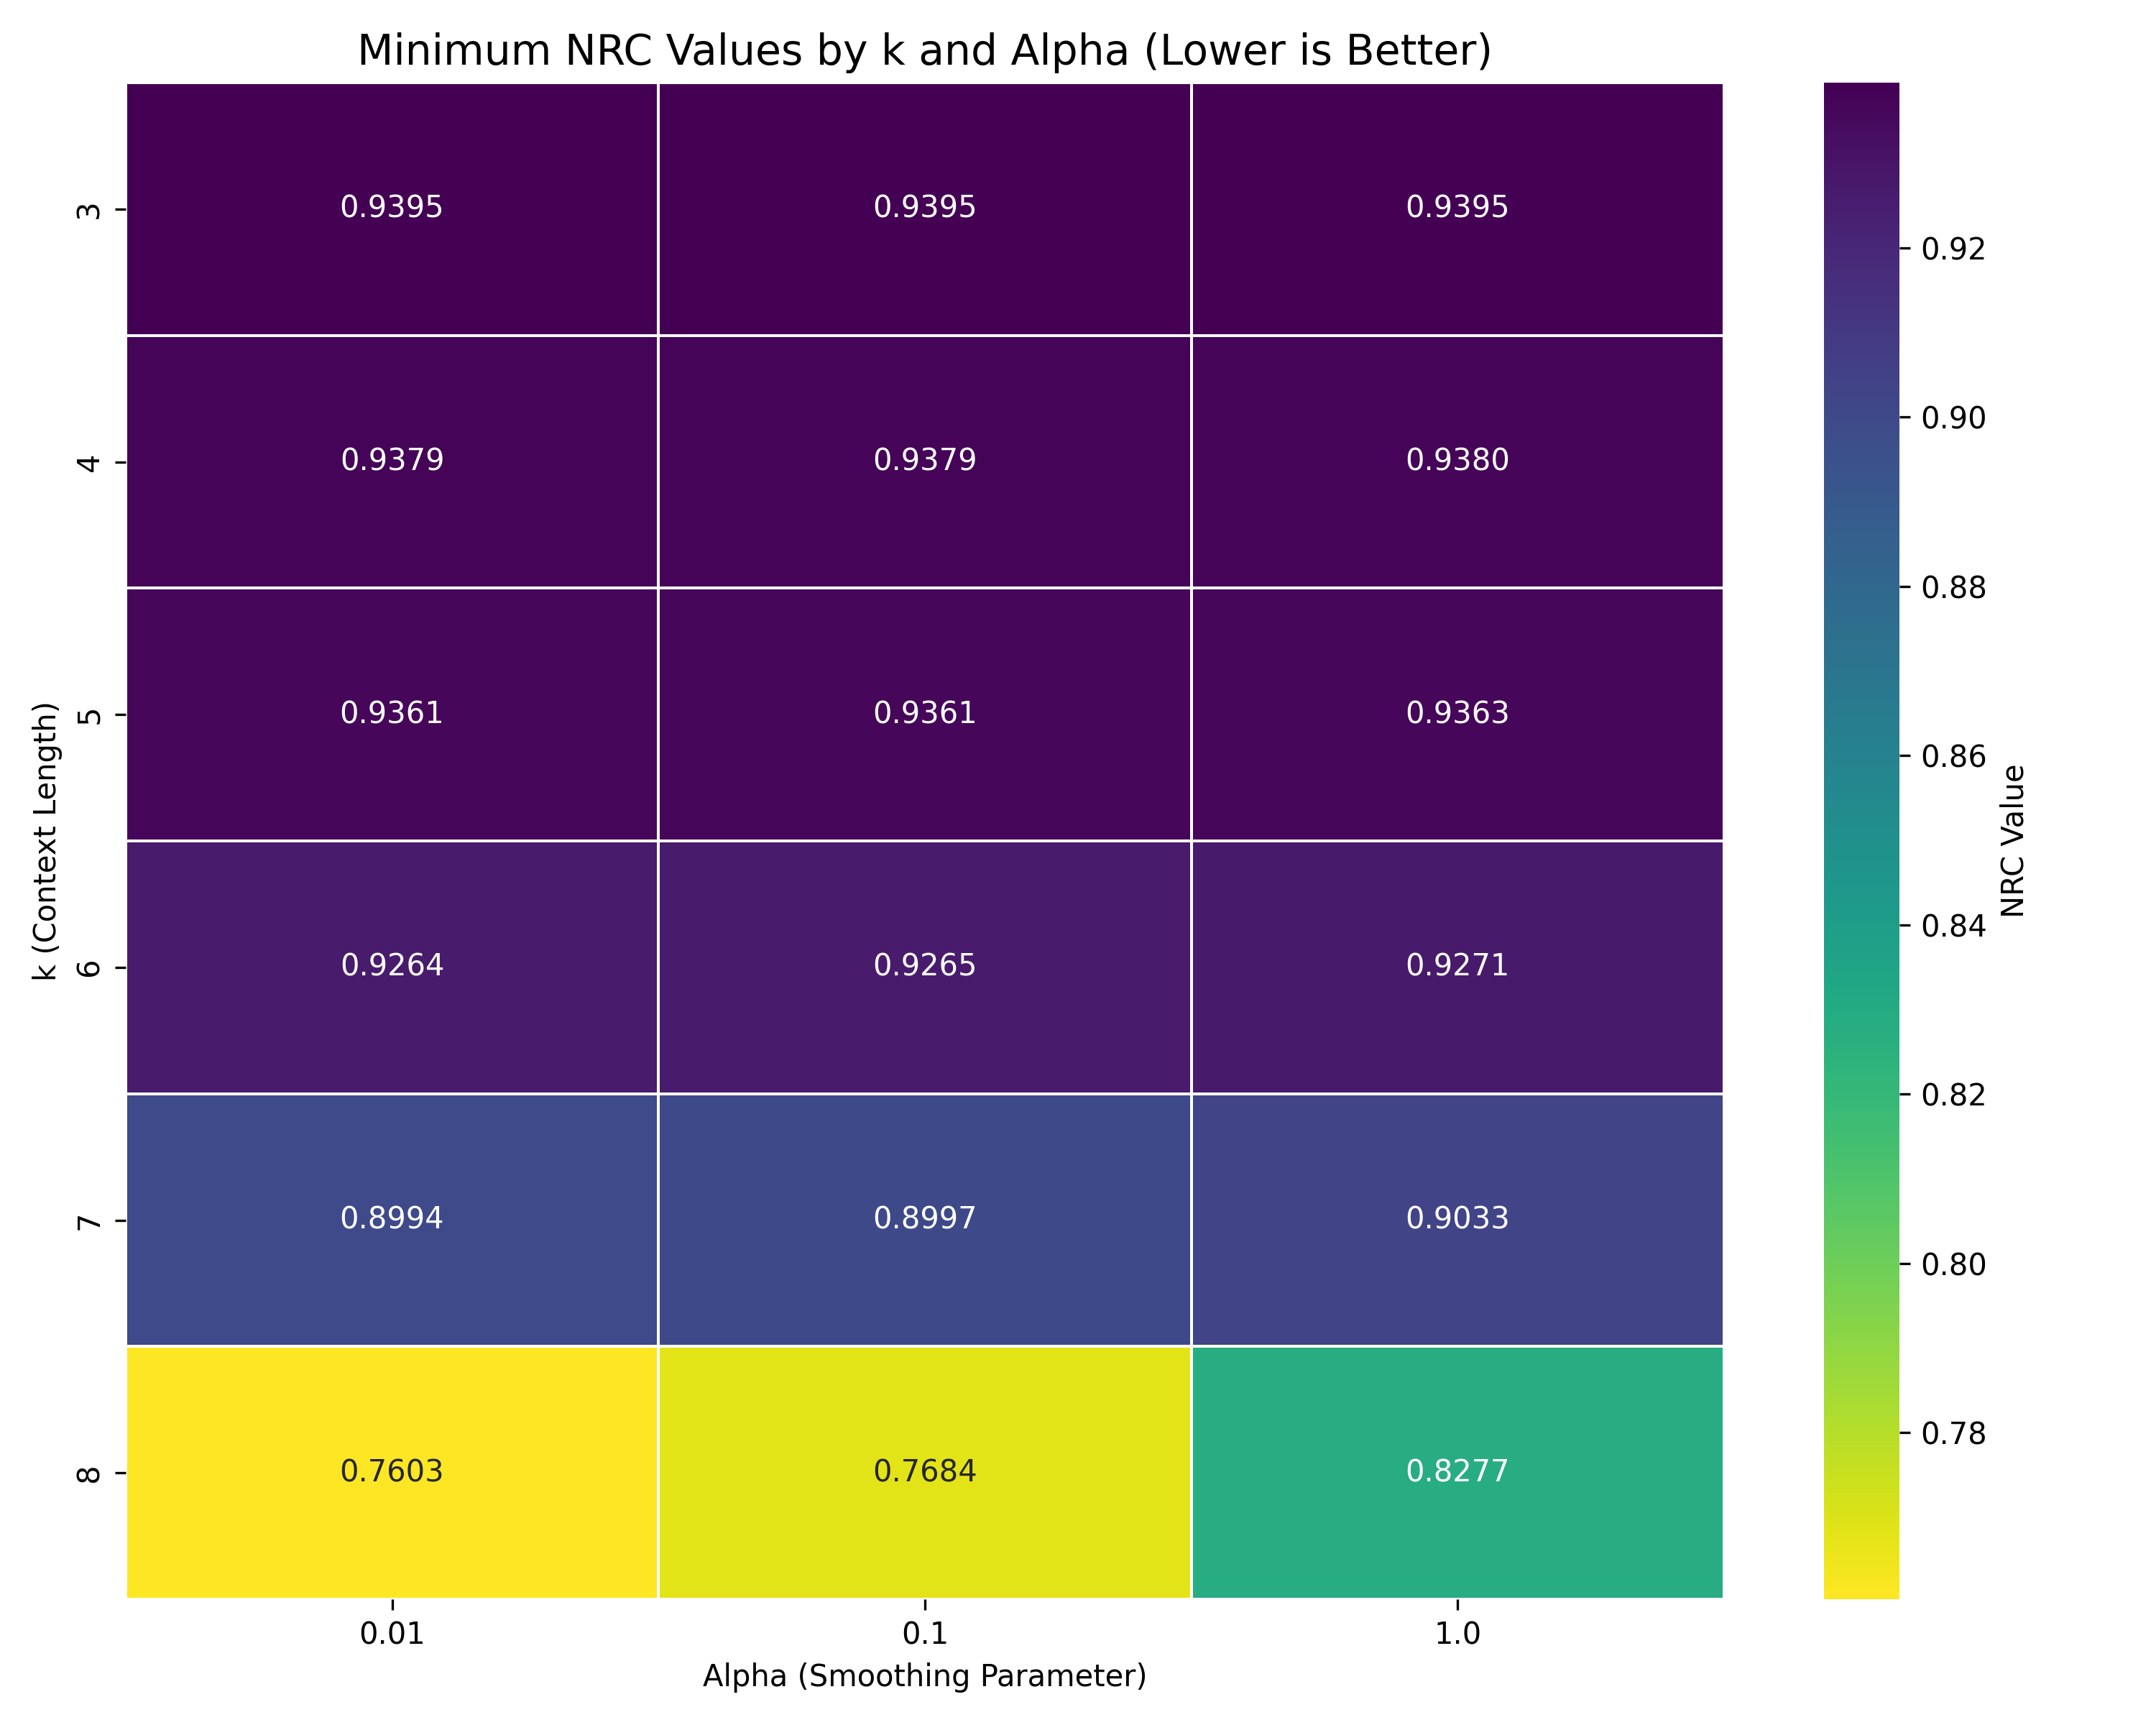 Minimum NRC Values by k and Alpha (Lower is Better)
k (Context Length)
3 0.9395 0.9395 0.9395
4 0.9379 0.9379 0.9380
5 0.9361 0.9361 0.9363
6 0.9264 0.9265 0.9271
7 0.8994 0.8997 0.9033
8 0.7603 0.7684 0.8277
0.01 0.1 1.0
Alpha (Smoothing Parameter)
0.92
0.90
0.88
0.86
0.84
0.82
0.80
0.78
NRC Value